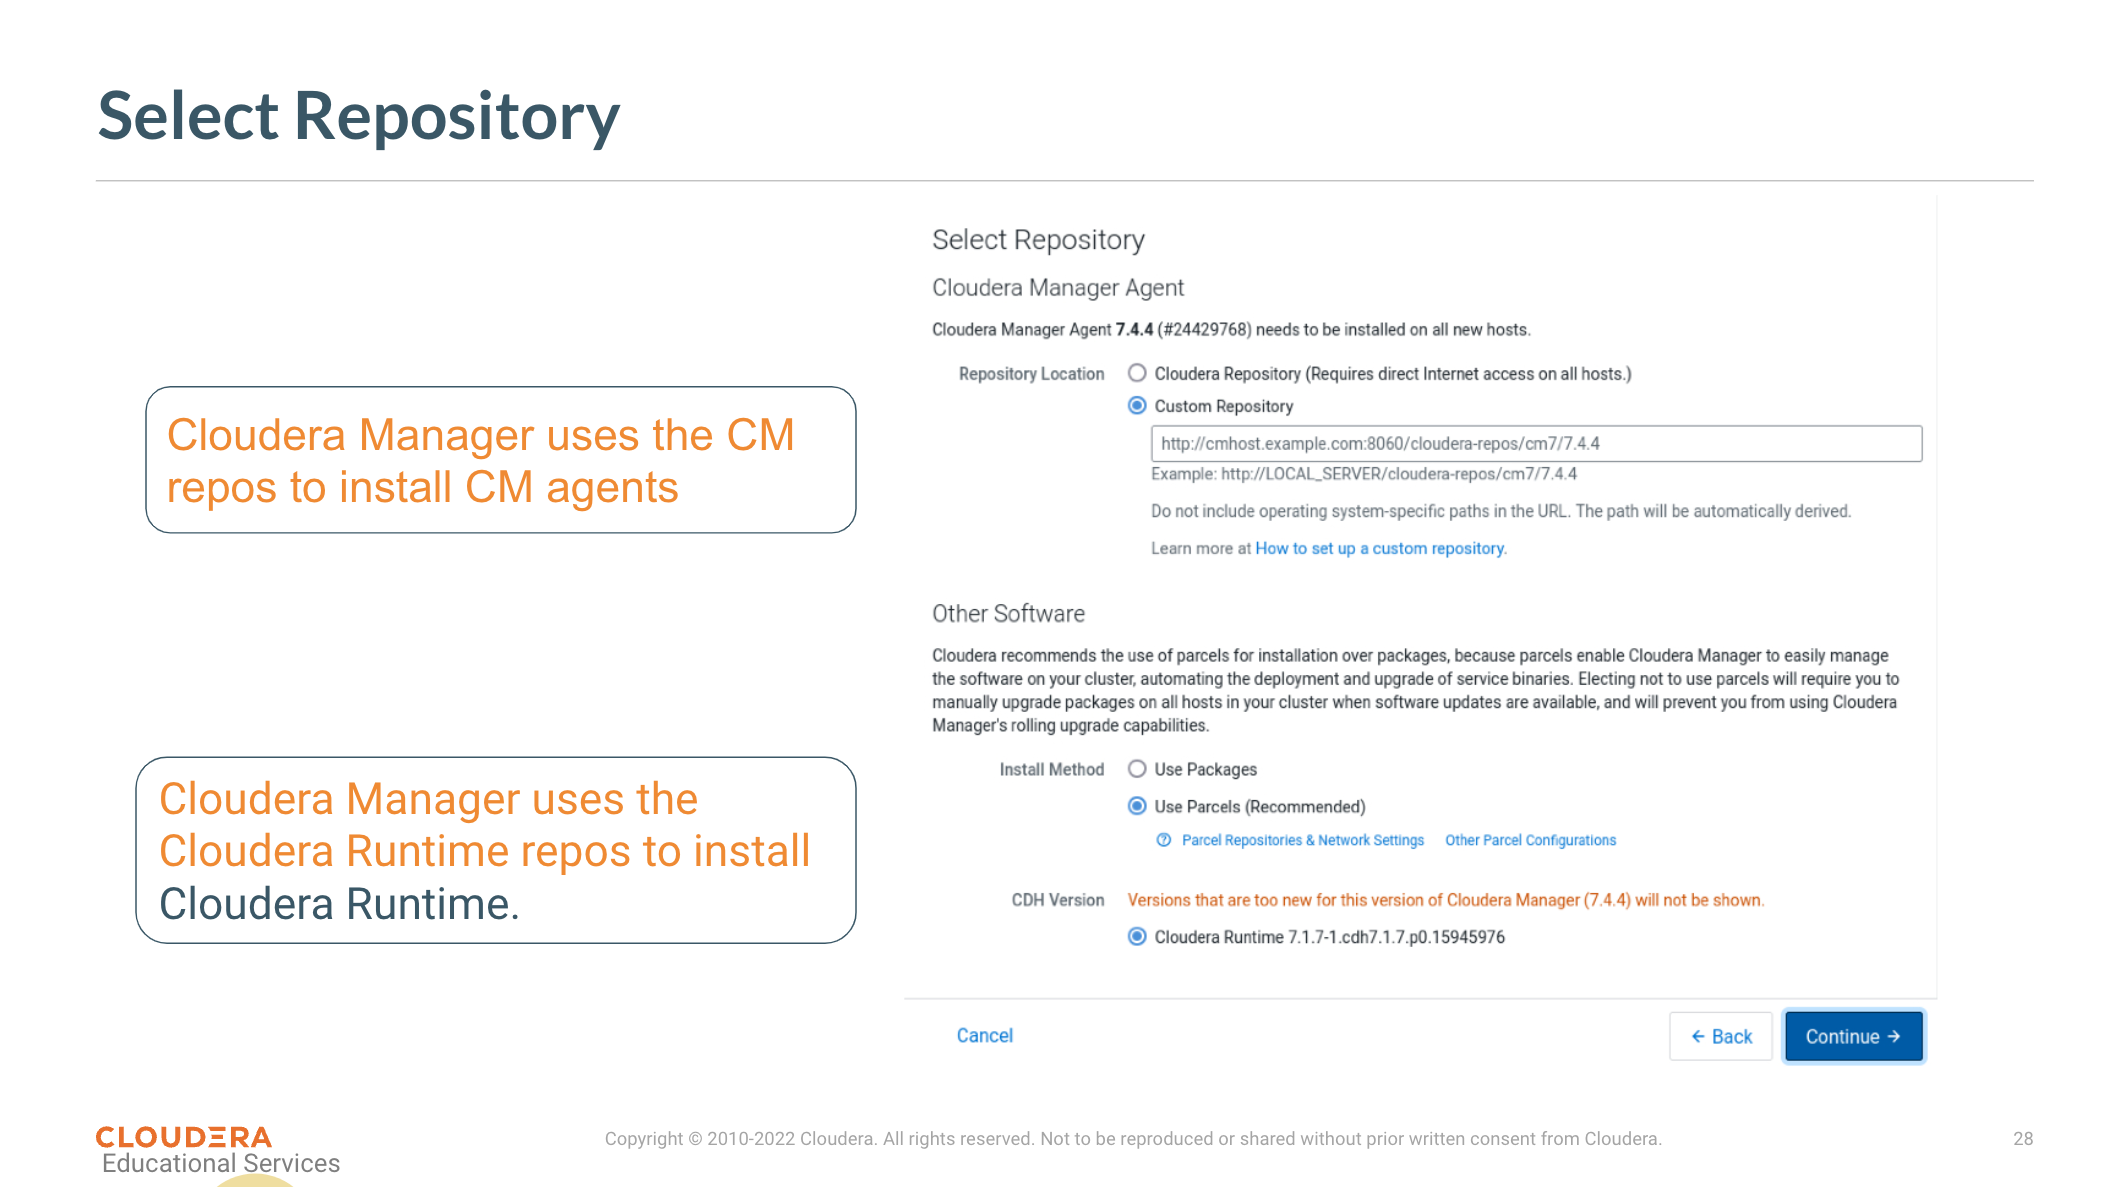 Select Repository
Cloudera Manager uses the CM
repos to install CM agents
Cloudera Manager uses the
Cloudera Runtime repos to install
Cloudera Runtime.
Select Repository
Cloudera Manager Agent
Cloudera Manager Agent 7.4.4 (#24429768) needs to be installed on all new hosts.
Repository Location
Cloudera Repository (Requires direct Internet access on all hosts.)
Custom Repository
http://cmhost.example.com:8060/cloudera-repos/cm7/7.4.4
Example: http://LOCAL_SERVER/cloudera-repos/cm7/7.4.4
Do not include operating system-specific paths in the URL. The path will be automatically derived.
Learn more at How to set up a custom repository.
Other Software
Cloudera recommends the use of parcels for installation over packages, because parcels enable Cloudera Manager to easily manage
the software on your cluster, automating the deployment and upgrade of service binaries. Electing not to use parcels will require you to
manually upgrade packages on all hosts in your cluster when software updates are available, and will prevent you from using Cloudera
Manager's rolling upgrade capabilities.
Install Method
Use Packages
Use Parcels (Recommended)
? Parcel Repositories & Network Settings Other Parcel Configurations
CDH Version
Versions that are too new for this version of Cloudera Manager (7.4.4) will not be shown.
Cloudera Runtime 7.1.7-1.cdh7.1.7.p0.15945976
Cancel
← Back
Continue →
CLOUDERA
Educational Services
Copyright © 2010-2022 Cloudera. All rights reserved. Not to be reproduced or shared without prior written consent from Cloudera.
28